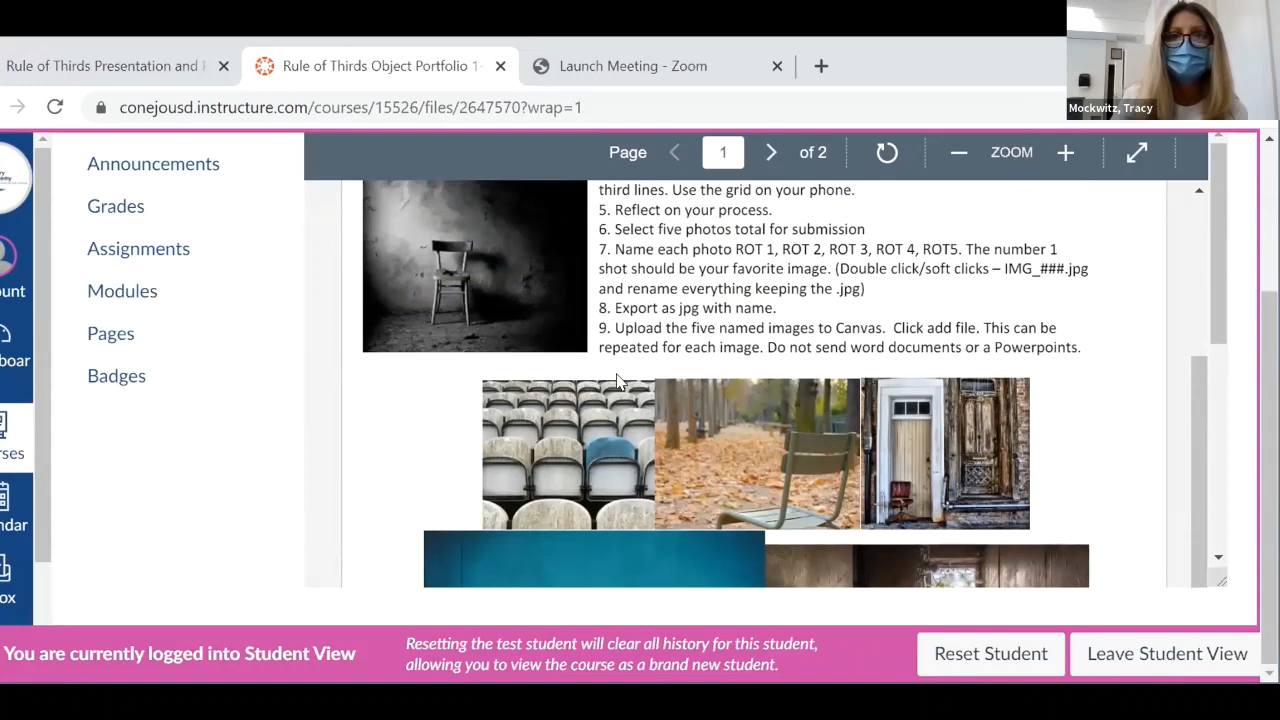 Rule of Thirds Presentation and
Rule of Thirds Object Portfolio 1-
Launch Meeting - Zoom
conejousd.instructure.com/courses/15526/files/2647570?wrap=1
Mockwitz, Tracy
Announcements
Grades
Assignments
Modules
Pages
Badges
ount
boar
rses
ndar
ox
Page
1
of 2
ZOOM
third lines. Use the grid on your phone.
5. Reflect on your process.
6. Select five photos total for submission
7. Name each photo ROT 1, ROT 2, ROT 3, ROT 4, ROT5. The number 1
shot should be your favorite image. (Double click/soft clicks – IMG_###.jpg
and rename everything keeping the .jpg)
8. Export as jpg with name.
9. Upload the five named images to Canvas.  Click add file. This can be
repeated for each image. Do not send word documents or a Powerpoints.
You are currently logged into Student View
Resetting the test student will clear all history for this student,
allowing you to view the course as a brand new student.
Reset Student
Leave Student View